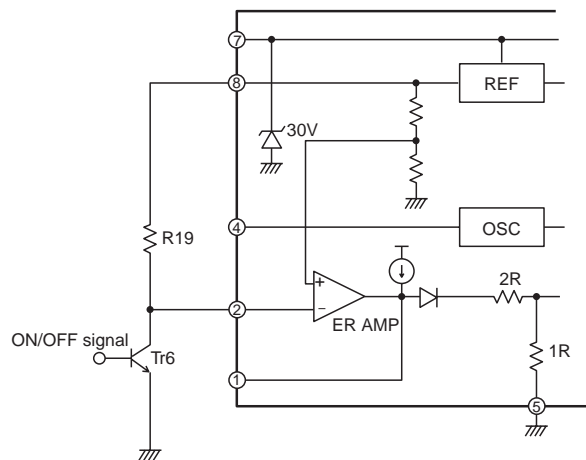 7
8
REF
30V
4
OSC
R19
+
2R
2
−
ER AMP
ON/OFF signal
Tr6
1R
1
5